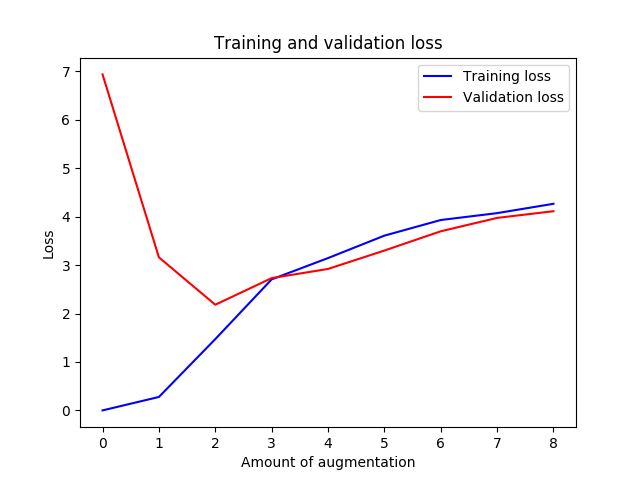 Training and validation loss
Training loss
Validation loss
7
6
5
4
3
2
1
0
Loss
0 1 2 3 4 5 6 7 8
Amount of augmentation